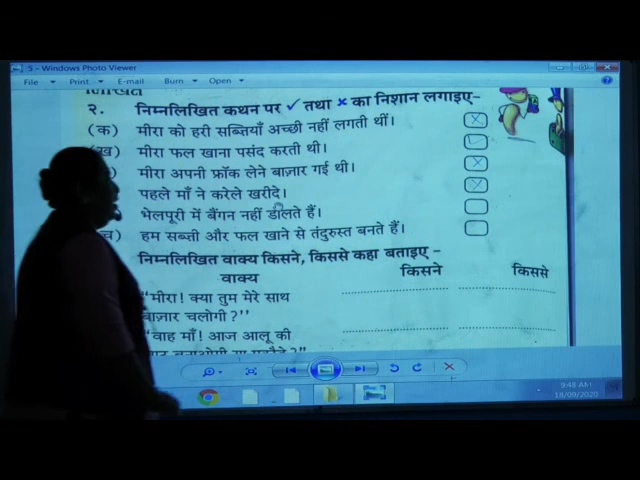 5 - Windows Photo Viewer
File Print E-mail Burn Open
लिखित
२. निम्नलिखित कथन पर ✓ तथा × का निशान लगाइए–
(क) मीरा को हरी सब्ज़ियाँ अच्छी नहीं लगती थीं।
(ख) मीरा फल खाना पसंद करती थी।
) मीरा अपनी फ्रॉक लेने बाज़ार गई थी।
पहले माँ ने करेले खरीदे।
भेलपूरी में बैंगन नहीं डालते हैं।
) हम सब्ज़ी और फल खाने से तंदुरुस्त बनते हैं।
निम्नलिखित वाक्य किसने, किससे कहा बताइए –
वाक्य किसने किससे
“मीरा! क्या तुम मेरे साथ
बाज़ार चलोगी?’’
“वाह माँ! आज आलू की
9:48 AM
18/09/2020